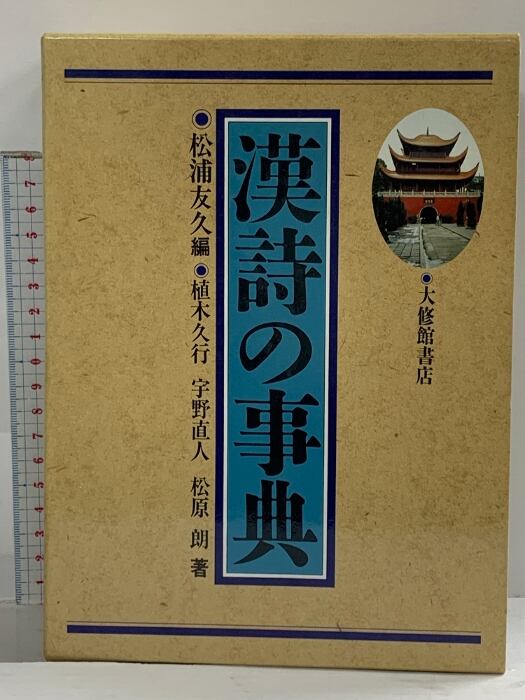 大修館書店
漢詩の事典
松浦友久編 植木久行 宇野直人 松原 朗 著